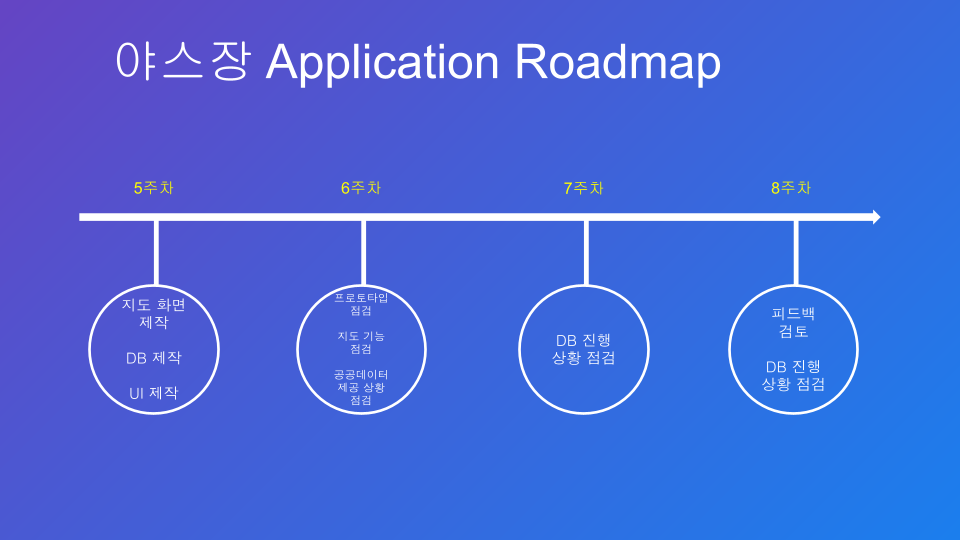 야스장 Application Roadmap
5주차
6주차
7주차
8주차
지도 화면
제작
DB 제작
UI 제작
프로토타입
점검
지도 기능
점검
공공데이터
제공 상황
점검
DB 진행
상황 점검
피드백
검토
DB 진행
상황 점검